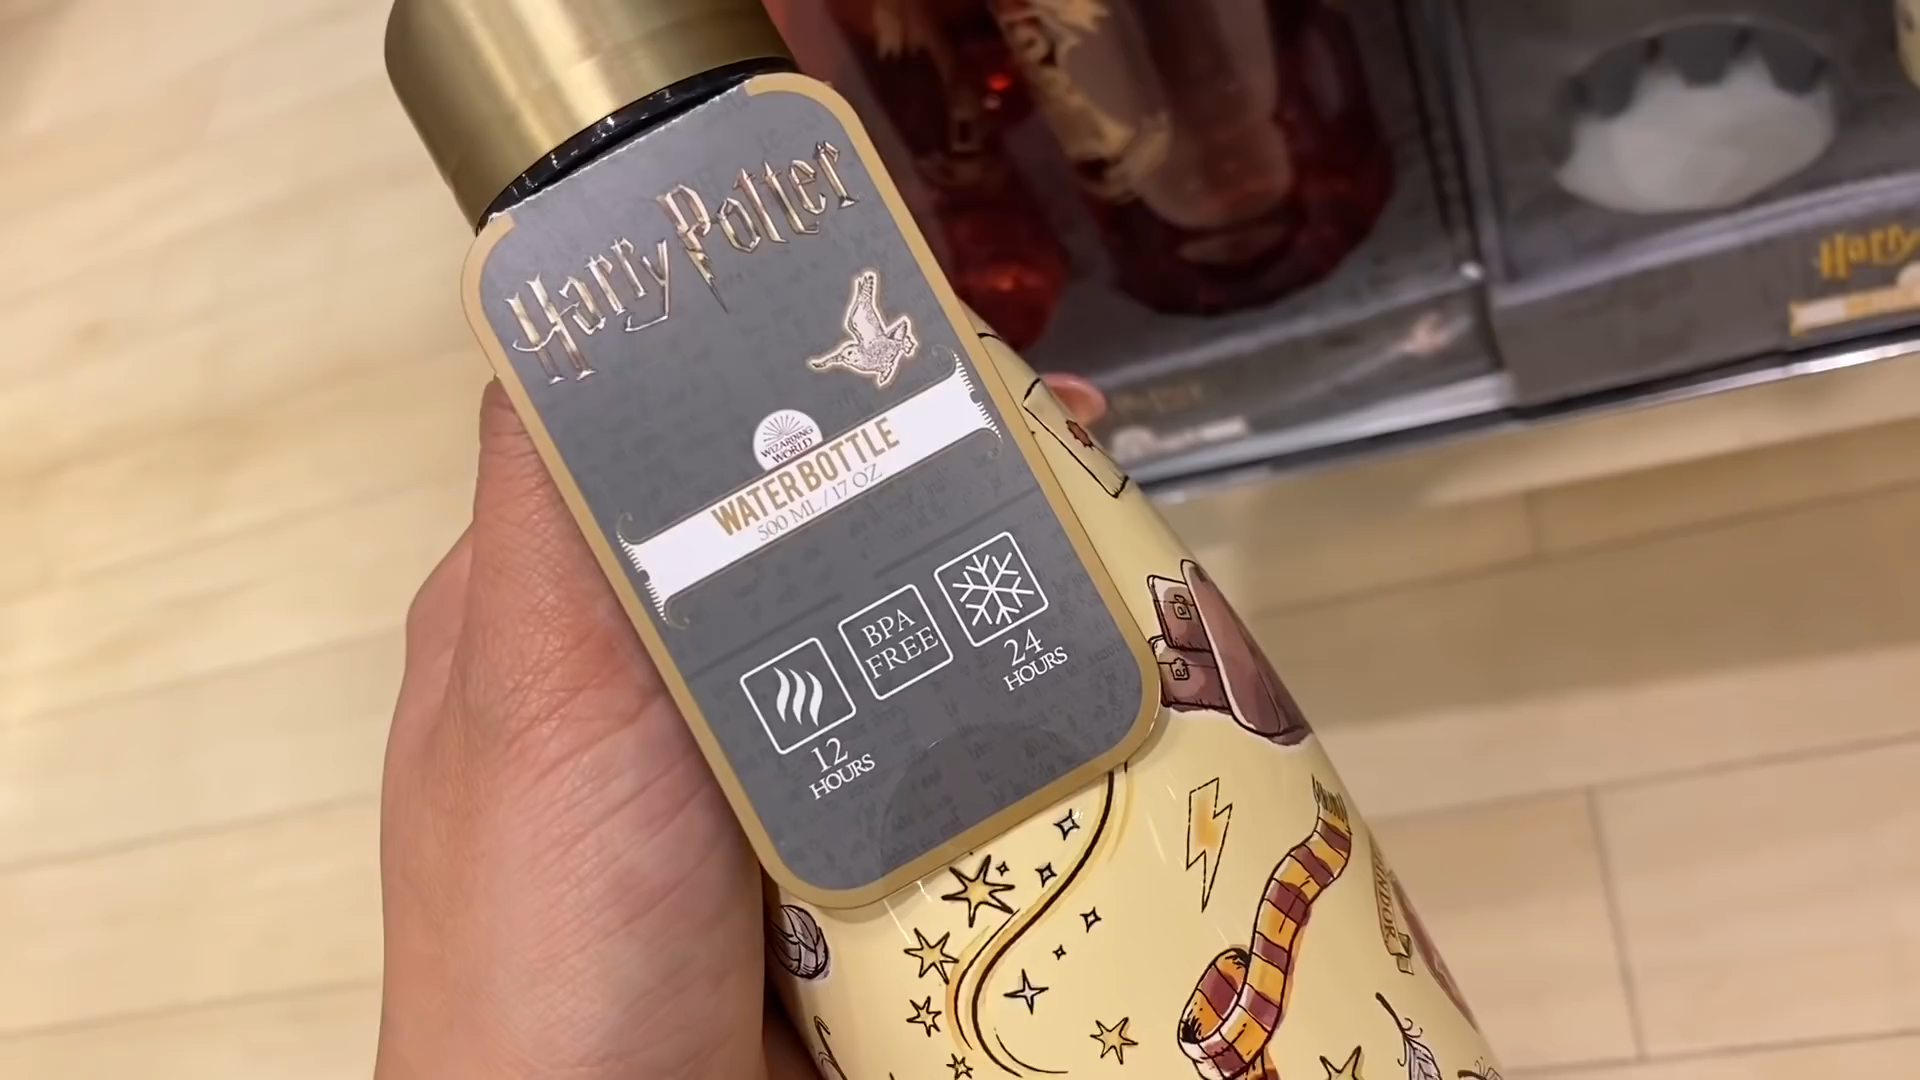 Harry Potter
WIZARDING
WORLD
WATER BOTTLE
500 ML / 17 OZ
BPA
FREE
24
HOURS
12
HOURS
Harry